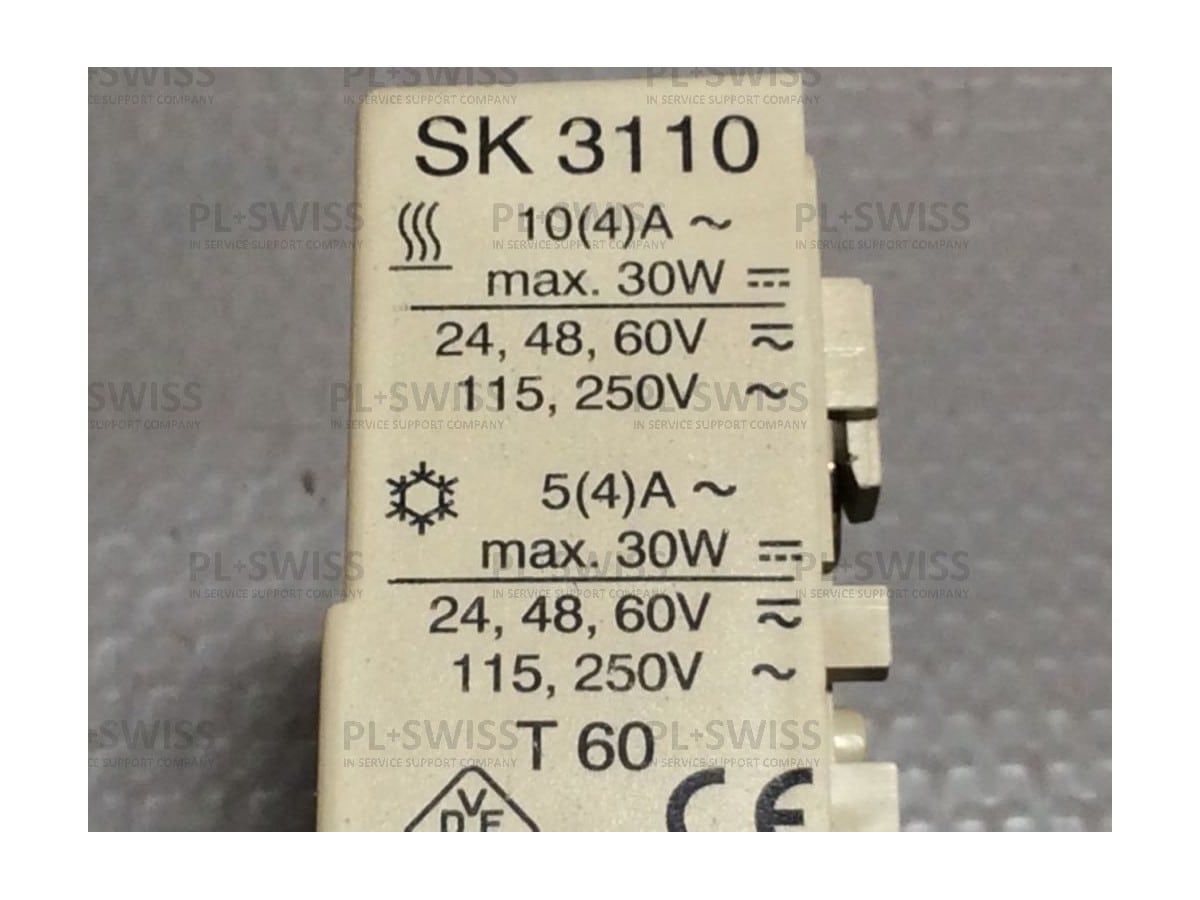 SK 3110
10(4)A ~
max. 30W ⎓
24, 48, 60V ⎓~
115, 250V ~
5(4)A ~
max. 30W ⎓
24, 48, 60V ⎓~
115, 250V ~
T 60
VDE
CE
PL+SWISS
IN SERVICE SUPPORT COMPANY